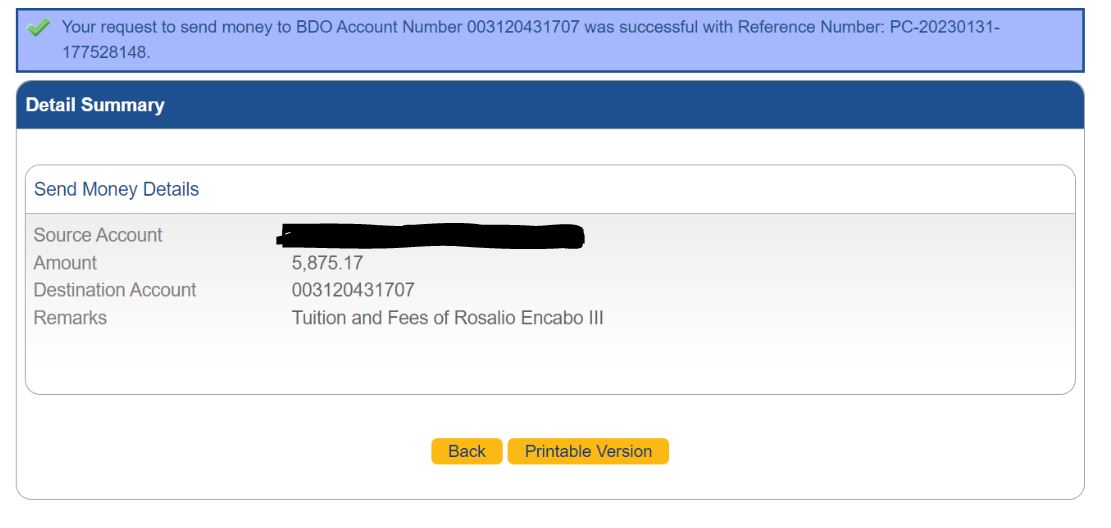 Your request to send money to BDO Account Number 003120431707 was successful with Reference Number: PC-20230131-
177528148.
Detail Summary
Send Money Details
Source Account
Amount 5,875.17
Destination Account 003120431707
Remarks Tuition and Fees of Rosalio Encabo III
Back Printable Version